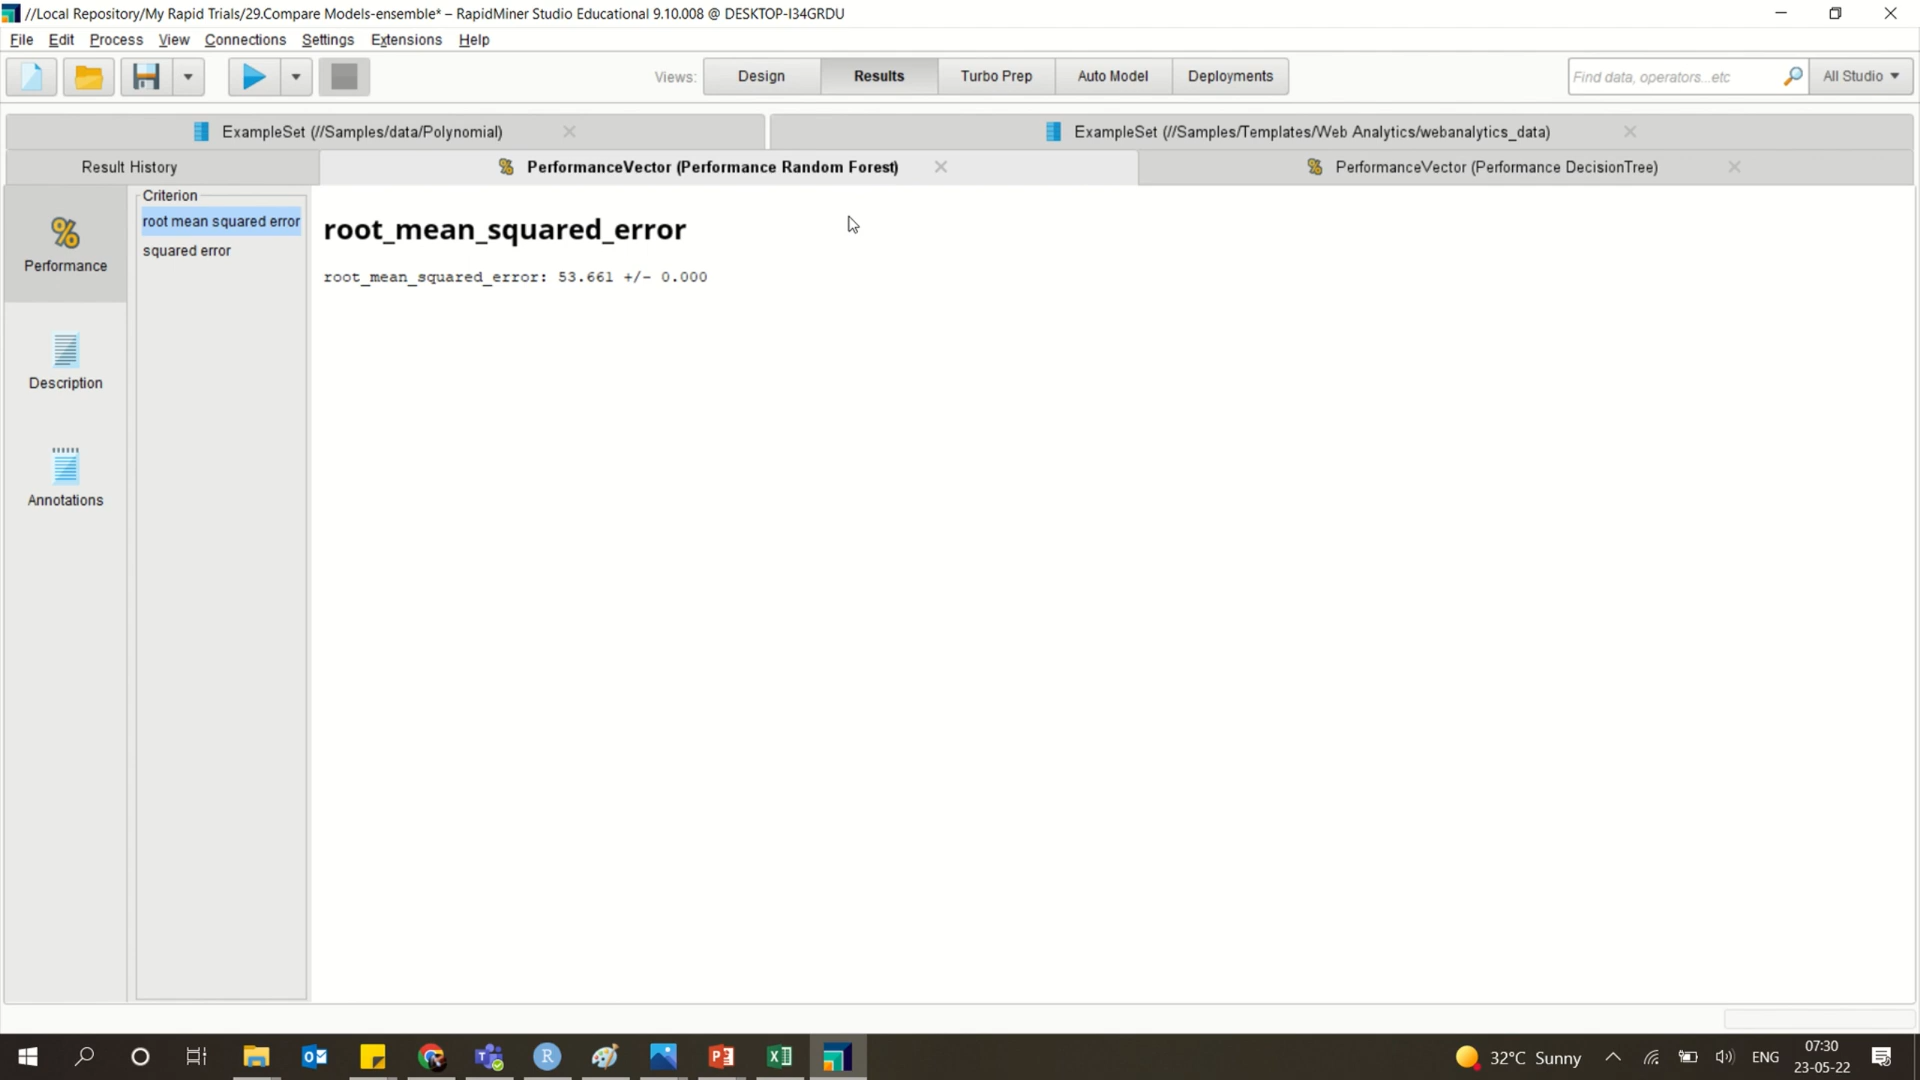 //Local Repository/My Rapid Trials/29.Compare Models-ensemble* – RapidMiner Studio Educational 9.10.008 @ DESKTOP-I34GRDU
File Edit Process View Connections Settings Extensions Help
Views: Design Results Turbo Prep Auto Model Deployments Find data, operators...etc All Studio
ExampleSet (//Samples/data/Polynomial) ExampleSet (//Samples/Templates/Web Analytics/webanalytics_data)
Result History PerformanceVector (Performance Random Forest) PerformanceVector (Performance DecisionTree)
Criterion
root mean squared error
squared error
Performance
Description
Annotations
root_mean_squared_error
root_mean_squared_error: 53.661 +/- 0.000
32°C Sunny ENG 07:30
23-05-22